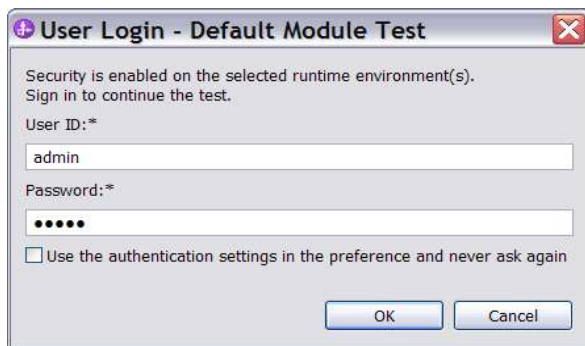 User Login - Default Module Test
Security is enabled on the selected runtime environment(s).
Sign in to continue the test.
User ID:*
admin
Password:*
●●●●●
Use the authentication settings in the preference and never ask again
OK Cancel